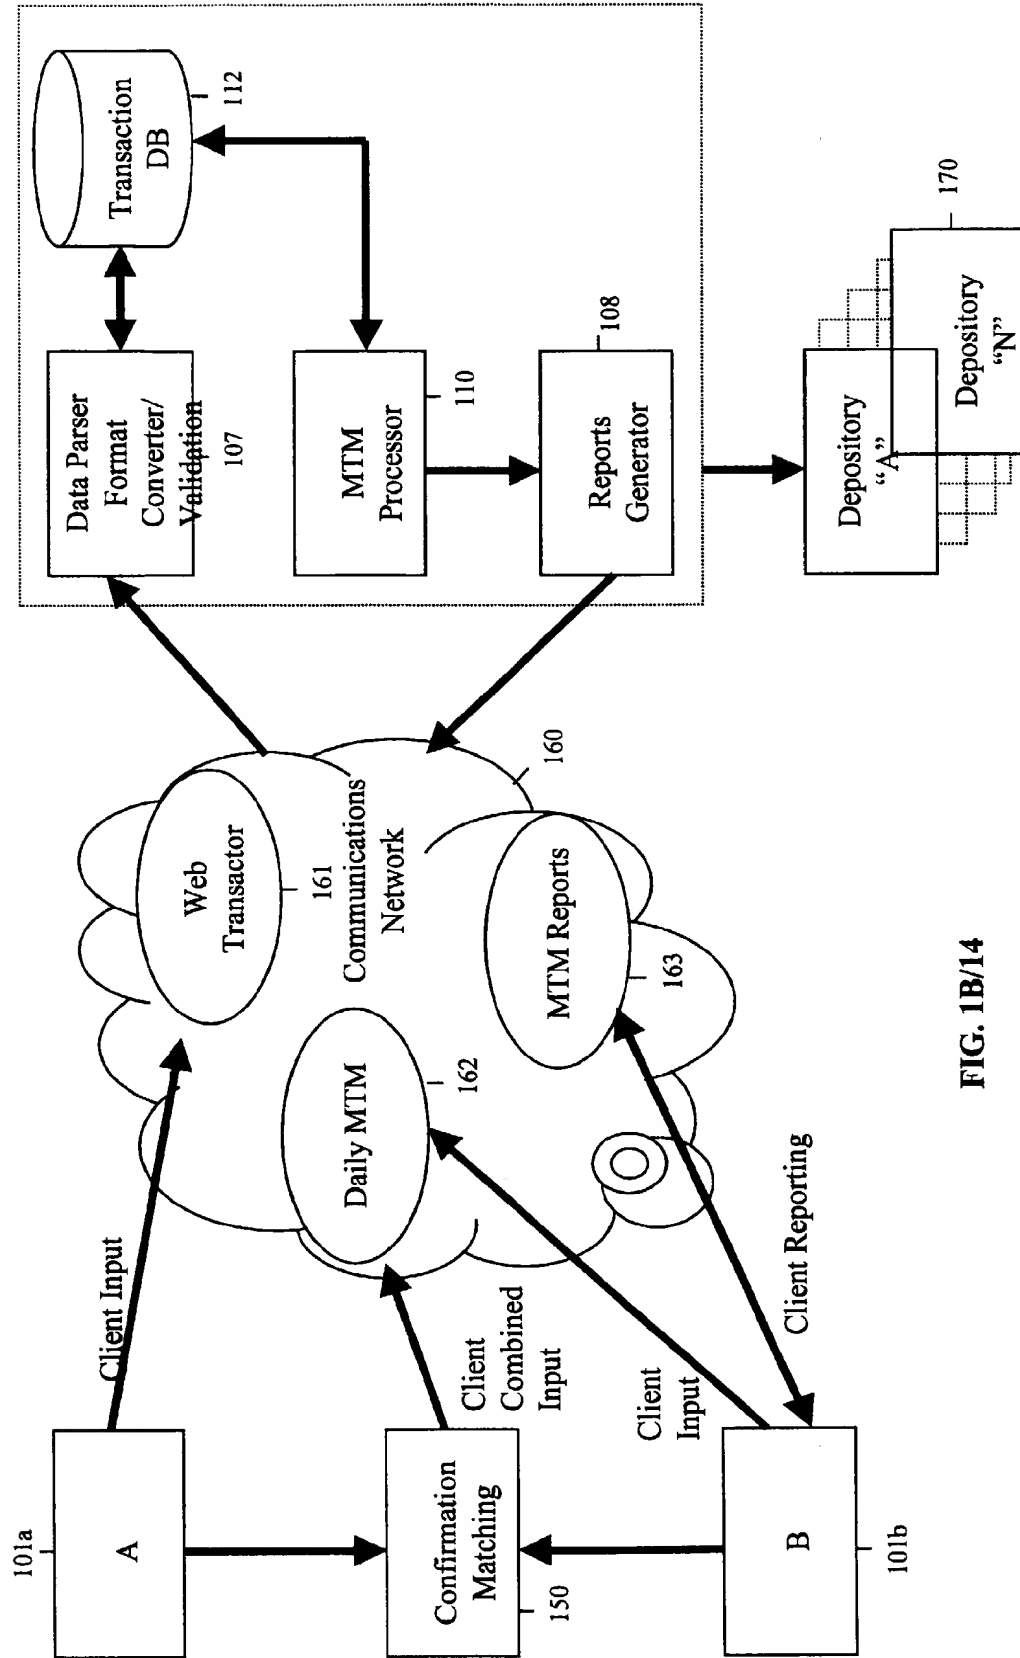 101a
A
Client Input
Confirmation
Matching
150
Client
Combined
Input
B
101b
Client
Input
Client Reporting
Web
Transactor
161
Communications
Network
160
Daily MTM
162
MTM Reports
163
Data Parser
Format
Converter/
Validation
107
Transaction
DB
112
MTM
Processor
110
Reports
Generator
108
Depository
“A”
Depository
“N”
170
FIG. 1B/14